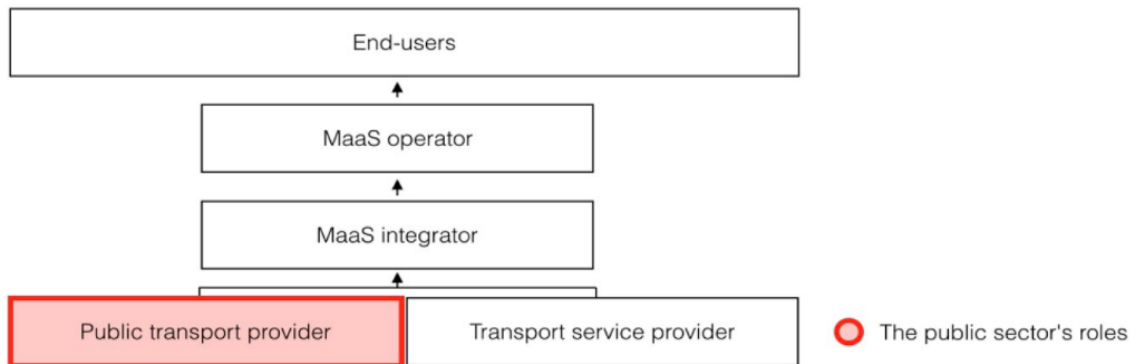 End-users
MaaS operator
MaaS integrator
Public transport provider
Transport service provider
The public sector's roles